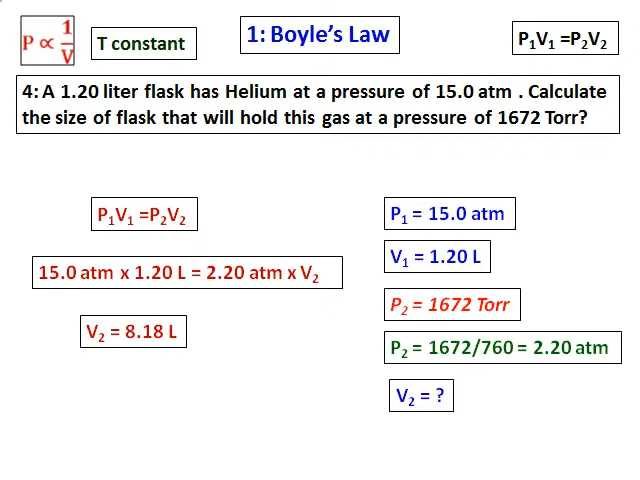 P ∝ 1/V
T constant
1: Boyle's Law
P₁V₁ =P₂V₂
4: A 1.20 liter flask has Helium at a pressure of 15.0 atm . Calculate
the size of flask that will hold this gas at a pressure of 1672 Torr?
P₁V₁ =P₂V₂
15.0 atm x 1.20 L = 2.20 atm x V₂
V₂ = 8.18 L
P₁ = 15.0 atm
V₁ = 1.20 L
P₂ = 1672 Torr
P₂ = 1672/760 = 2.20 atm
V₂ = ?